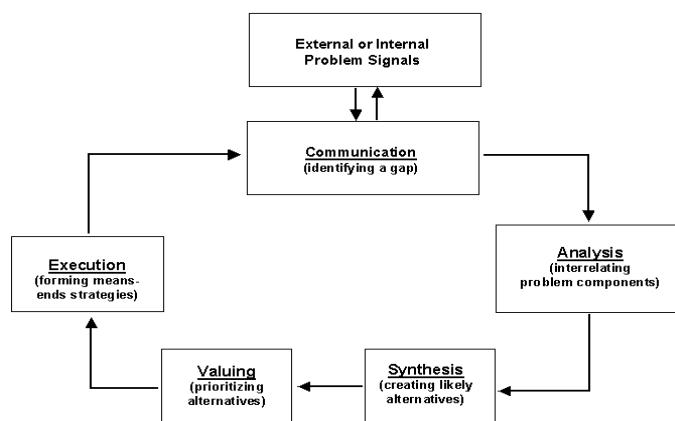 External or Internal
Problem Signals
Communication
(identifying a gap)
Execution
(forming means-
ends strategies)
Analysis
(interrelating
problem components)
Valuing
(prioritizing
alternatives)
Synthesis
(creating likely
alternatives)